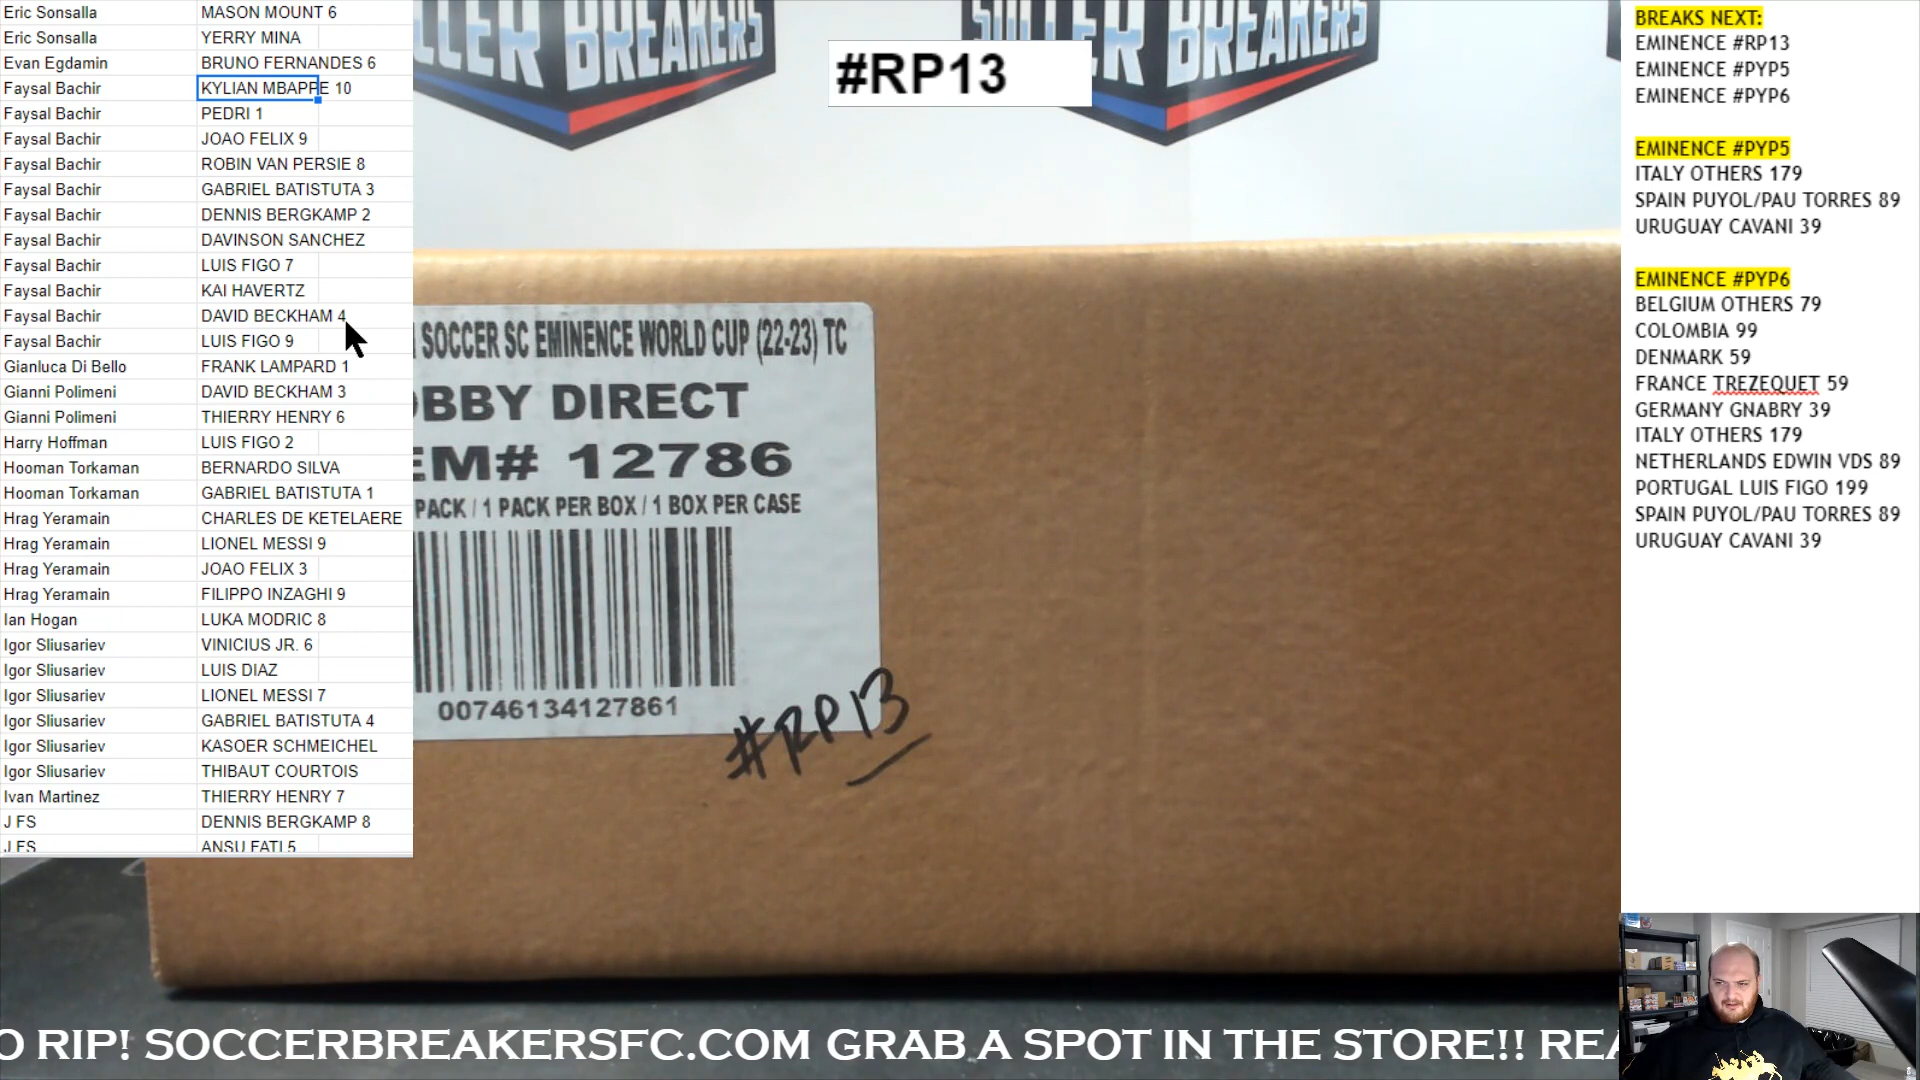 Eric Sonsalla MASON MOUNT 6
Eric Sonsalla YERRY MINA
Evan Egdamin BRUNO FERNANDES 6
Faysal Bachir KYLIAN MBAPPE 10
Faysal Bachir PEDRI 1
Faysal Bachir JOAO FELIX 9
Faysal Bachir ROBIN VAN PERSIE 8
Faysal Bachir GABRIEL BATISTUTA 3
Faysal Bachir DENNIS BERGKAMP 2
Faysal Bachir DAVINSON SANCHEZ
Faysal Bachir LUIS FIGO 7
Faysal Bachir KAI HAVERTZ
Faysal Bachir DAVID BECKHAM 4
Faysal Bachir LUIS FIGO 9
Gianluca Di Bello FRANK LAMPARD 1
Gianni Polimeni DAVID BECKHAM 3
Gianni Polimeni THIERRY HENRY 6
Harry Hoffman LUIS FIGO 2
Hooman Torkaman BERNARDO SILVA
Hooman Torkaman GABRIEL BATISTUTA 1
Hrag Yeramain CHARLES DE KETELAERE
Hrag Yeramain LIONEL MESSI 9
Hrag Yeramain JOAO FELIX 3
Hrag Yeramain FILIPPO INZAGHI 9
Ian Hogan LUKA MODRIC 8
Igor Sliusariev VINICIUS JR. 6
Igor Sliusariev LUIS DIAZ
Igor Sliusariev LIONEL MESSI 7
Igor Sliusariev GABRIEL BATISTUTA 4
Igor Sliusariev KASOER SCHMEICHEL
Igor Sliusariev THIBAUT COURTOIS
Ivan Martinez THIERRY HENRY 7
J FS DENNIS BERGKAMP 8
J FS ANSU FATI 5
BREAKERS
SOCCER BREAKERS
#RP13
SOCCER SC EMINENCE WORLD CUP (22-23) TC
OBBY DIRECT
EM# 12786
PACK / 1 PACK PER BOX / 1 BOX PER CASE
00746134127861
#RP13
BREAKS NEXT:
EMINENCE #RP13
EMINENCE #PYP5
EMINENCE #PYP6
EMINENCE #PYP5
ITALY OTHERS 179
SPAIN PUYOL/PAU TORRES 89
URUGUAY CAVANI 39
EMINENCE #PYP6
BELGIUM OTHERS 79
COLOMBIA 99
DENMARK 59
FRANCE TREZEQUET 59
GERMANY GNABRY 39
ITALY OTHERS 179
NETHERLANDS EDWIN VDS 89
PORTUGAL LUIS FIGO 199
SPAIN PUYOL/PAU TORRES 89
URUGUAY CAVANI 39
O RIP! SOCCERBREAKERSFC.COM GRAB A SPOT IN THE STORE!! REA